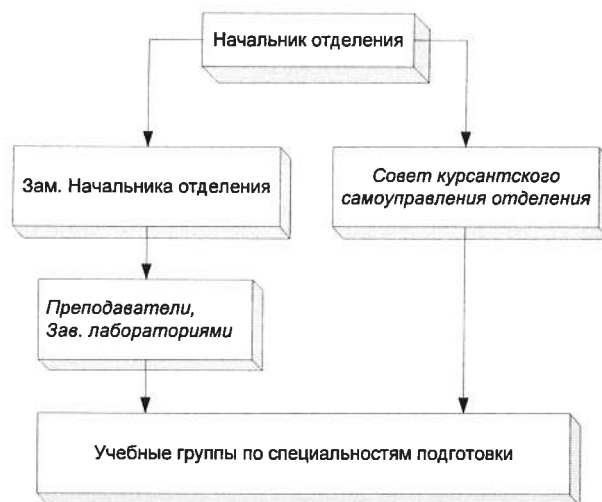 Начальник отделения
Зам. Начальника отделения
Совет курсантского
самоуправления отделения
Преподаватели,
Зав. лабораториями
Учебные группы по специальностям подготовки